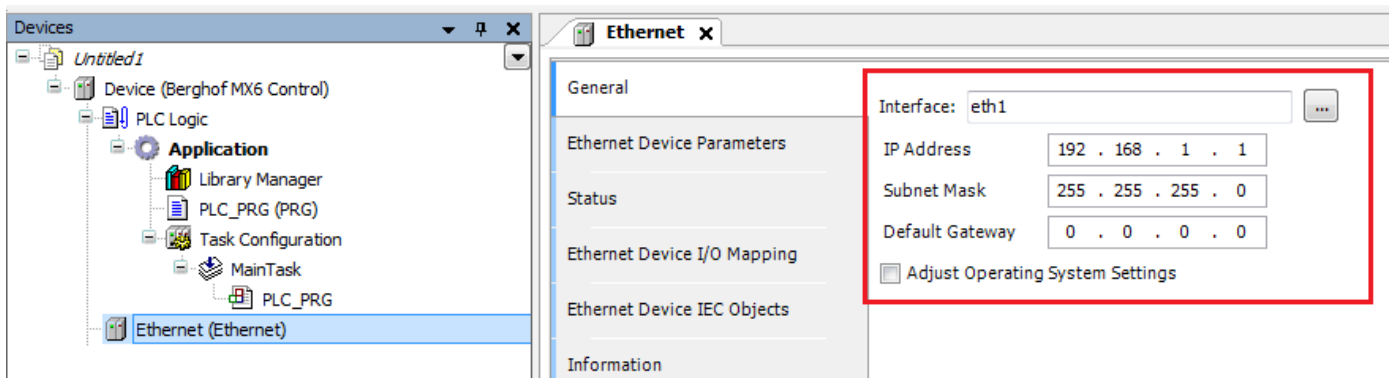 Devices
Untitled1
Device (Berghof MX6 Control)
PLC Logic
Application
Library Manager
PLC_PRG (PRG)
Task Configuration
MainTask
PLC_PRG
Ethernet (Ethernet)
Ethernet
General
Ethernet Device Parameters
Status
Ethernet Device I/O Mapping
Ethernet Device IEC Objects
Information
Interface: eth1 ...
IP Address 192 . 168 . 1 . 1
Subnet Mask 255 . 255 . 255 . 0
Default Gateway 0 . 0 . 0 . 0
Adjust Operating System Settings